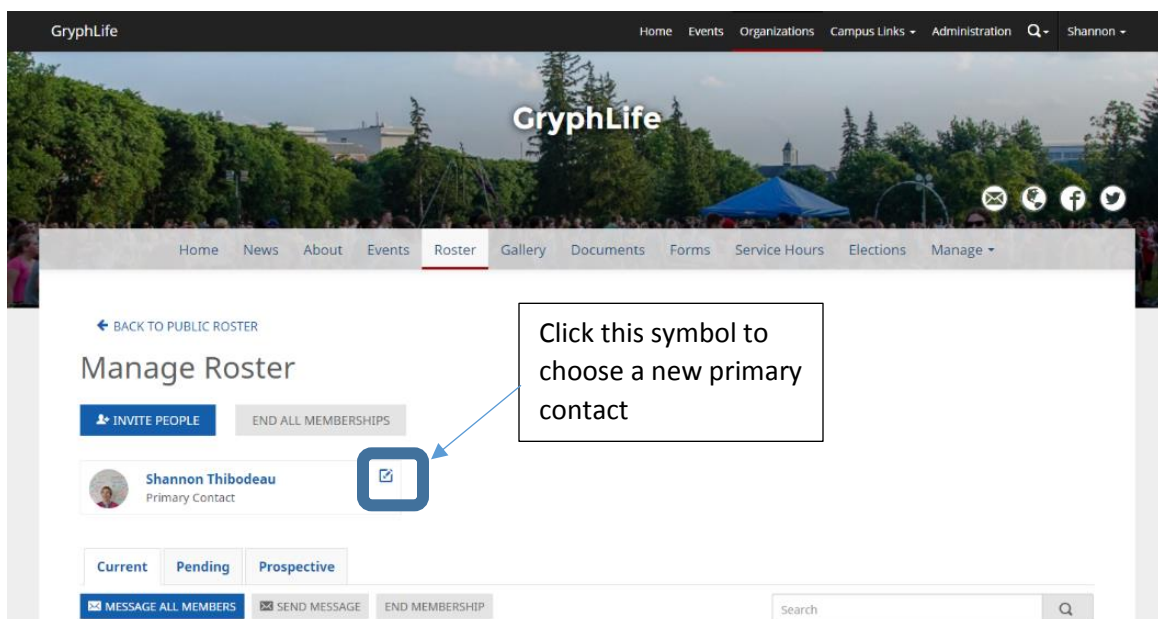 GryphLife Home Events Organizations Campus Links Administration Shannon
GryphLife
Home News About Events Roster Gallery Documents Forms Service Hours Elections Manage
BACK TO PUBLIC ROSTER
Manage Roster
INVITE PEOPLE END ALL MEMBERSHIPS
Click this symbol to
choose a new primary
contact
Shannon Thibodeau
Primary Contact
Current Pending Prospective
MESSAGE ALL MEMBERS SEND MESSAGE END MEMBERSHIP Search